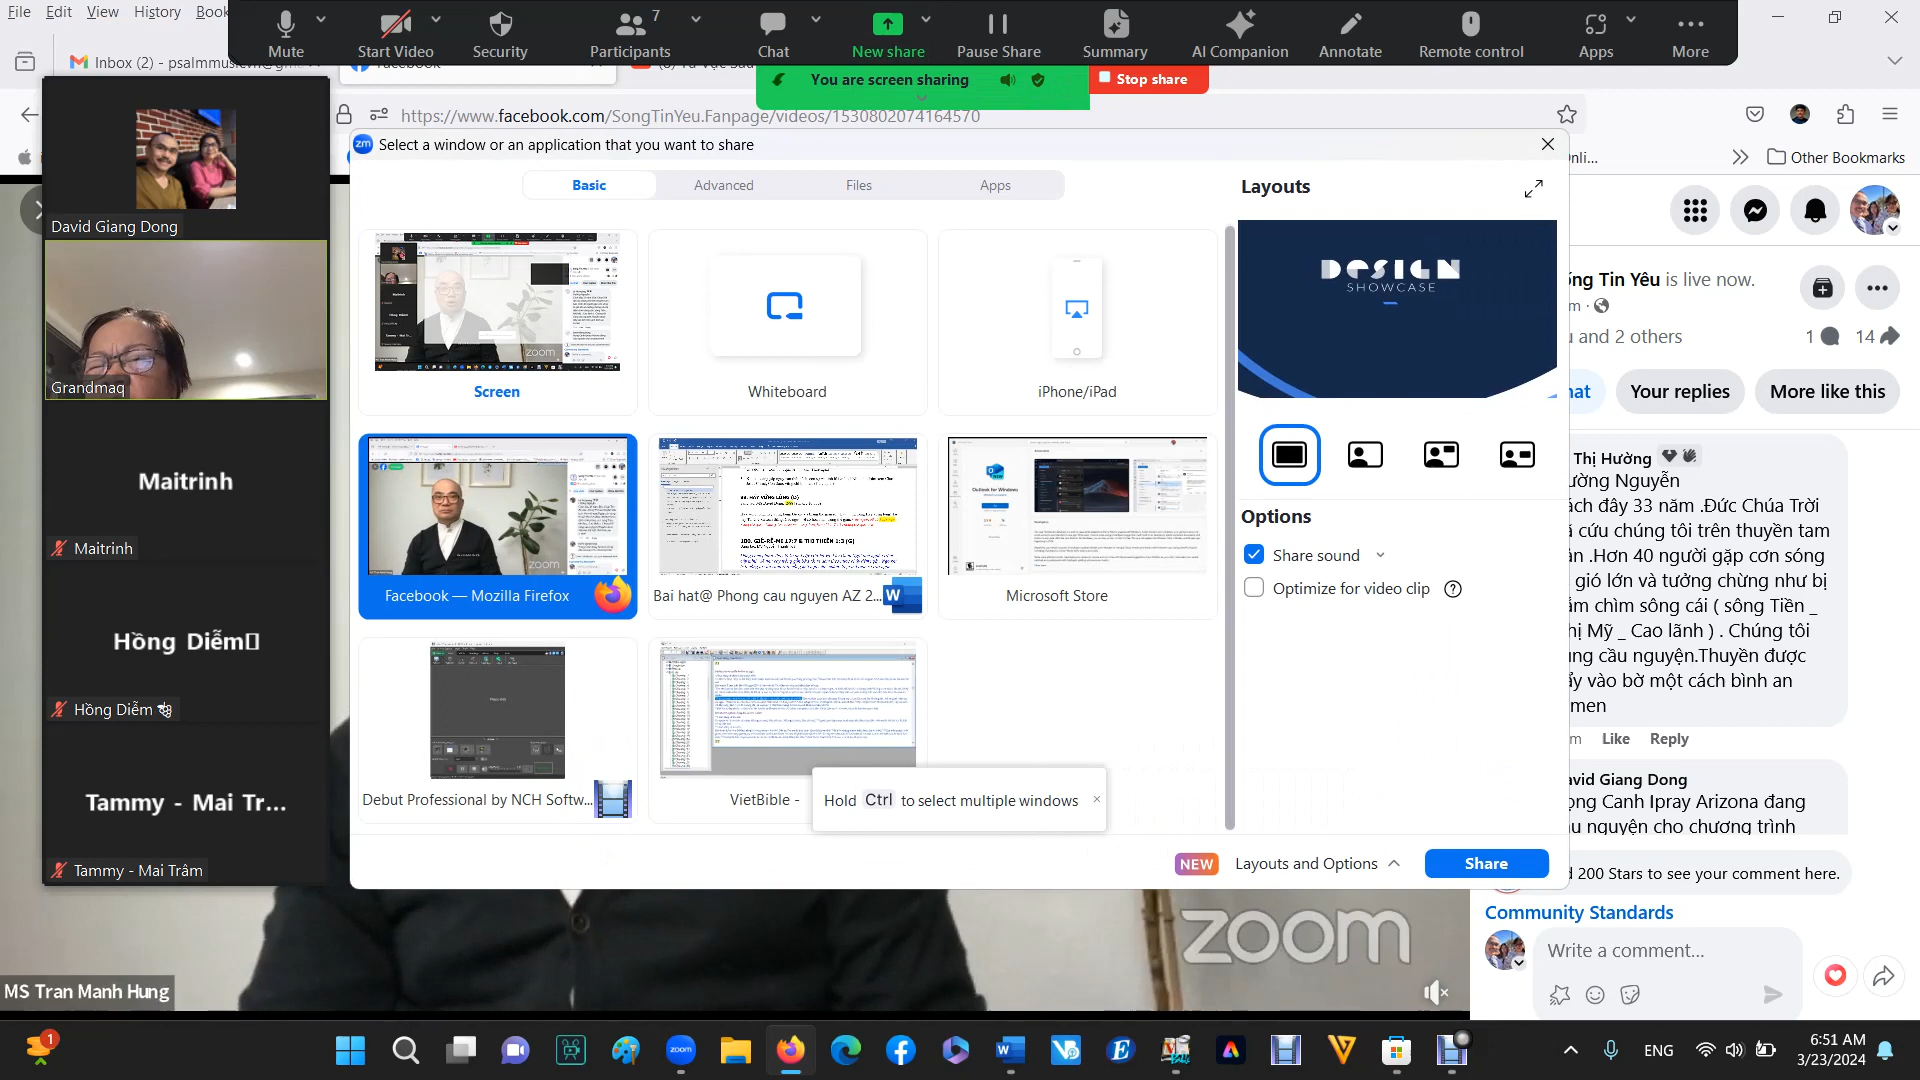 File Edit View History Book
Mute
Start Video
Security
7
Participants
Chat
New share
Pause Share
Summary
AI Companion
Annotate
Remote control
Apps
More
Inbox (2) -
You are screen sharing
Stop share
https://www.facebook.com/SongTinYeu.Fanpage/videos/1530802074164570
zm Select a window or an application that you want to share
Other Bookmarks
Basic
Advanced
Files
Apps
Layouts
DESIGN
SHOWCASE
David Giang Dong
Grandmaq
Maitrinh
Maitrinh
Hồng Diễm
Hồng Diễm
Tammy - Mai Tr...
Tammy - Mai Trâm
Screen
Whiteboard
iPhone/iPad
Facebook — Mozilla Firefox
Bai hat@ Phong cau nguyen AZ 2...
Microsoft Store
Debut Professional by NCH Softw...
VietBible -
Hold Ctrl to select multiple windows
Options
Share sound
Optimize for video clip
NEW
Layouts and Options
Share
ng Tin Yêu is live now.
and 2 others
1
14
Your replies
More like this
Thị Hường
ường Nguyễn
ách đây 33 năm .Đức Chúa Trời
cứu chúng tôi trên thuyền tam
.Hơn 40 người gặp cơn sóng
gió lớn và tưởng chừng như bị
chìm sông cái ( sông Tiền _
Mỹ _ Cao lãnh ) . Chúng tôi
cầu nguyện.Thuyền được
vào bờ một cách bình an
men
Like Reply
avid Giang Dong
Canh Ipray Arizona đang
nguyện cho chương trình
200 Stars to see your comment here.
Community Standards
Write a comment...
zoom
MS Tran Manh Hung
1
zoom
ENG
6:51 AM
3/23/2024